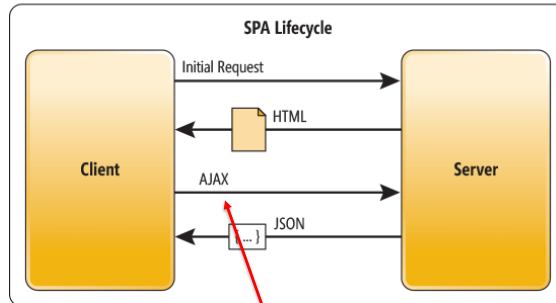 SPA Lifecycle
Initial Request
HTML
Client
Server
AJAX
JSON
{ ... }